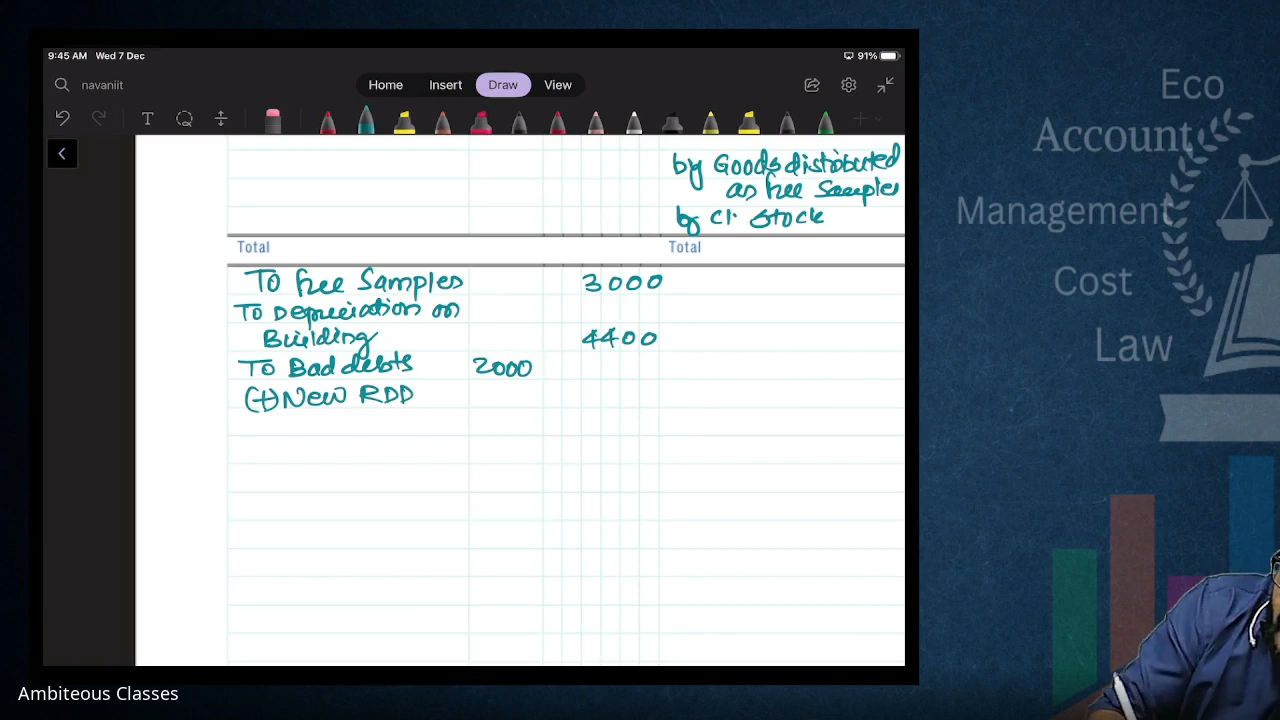 9:45 AM Wed 7 Dec
91%
navaniit
Home Insert Draw View
by Goods distributed
as free Samples
by Cl. Stock
Total Total
To free Samples 3000
To Depreciation on
Building 4400
To Bad debts 2000
(+) New RDD
Eco
Account
Management
Cost
Law
Ambiteous Classes